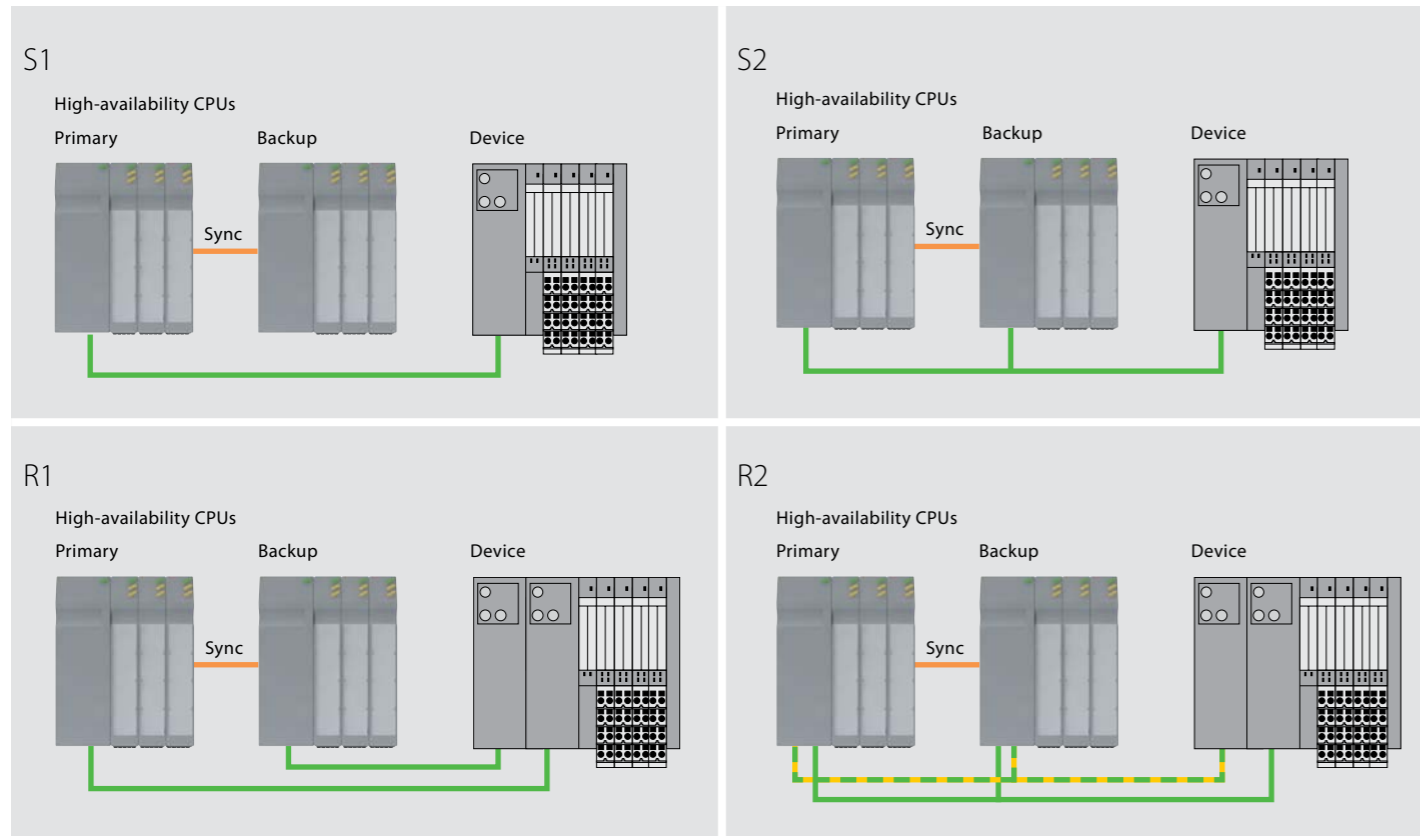 S1
High-availability CPUs
Primary
Backup
Device
Sync
S2
High-availability CPUs
Primary
Backup
Device
Sync
R1
High-availability CPUs
Primary
Backup
Device
Sync
R2
High-availability CPUs
Primary
Backup
Device
Sync